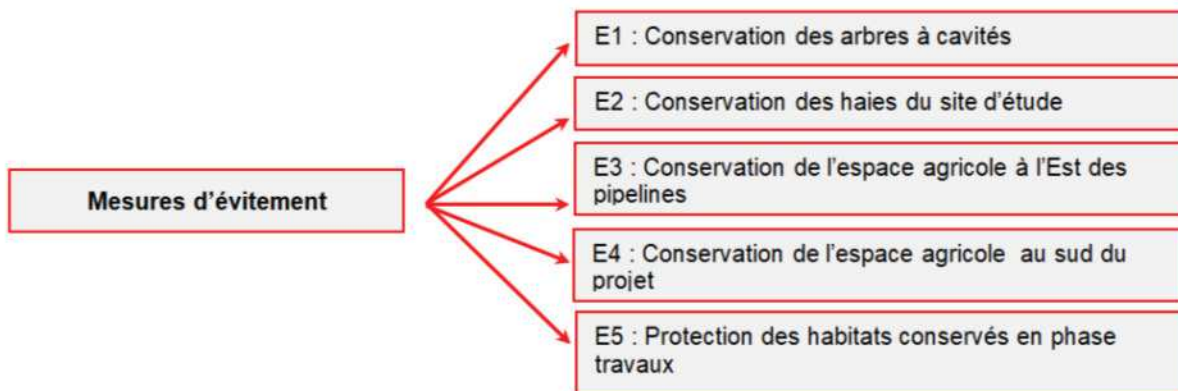 E1 : Conservation des arbres à cavités
E2 : Conservation des haies du site d'étude
E3 : Conservation de l'espace agricole à l'Est des
pipelines
Mesures d'évitement
E4 : Conservation de l'espace agricole au sud du
projet
E5 : Protection des habitats conservés en phase
travaux